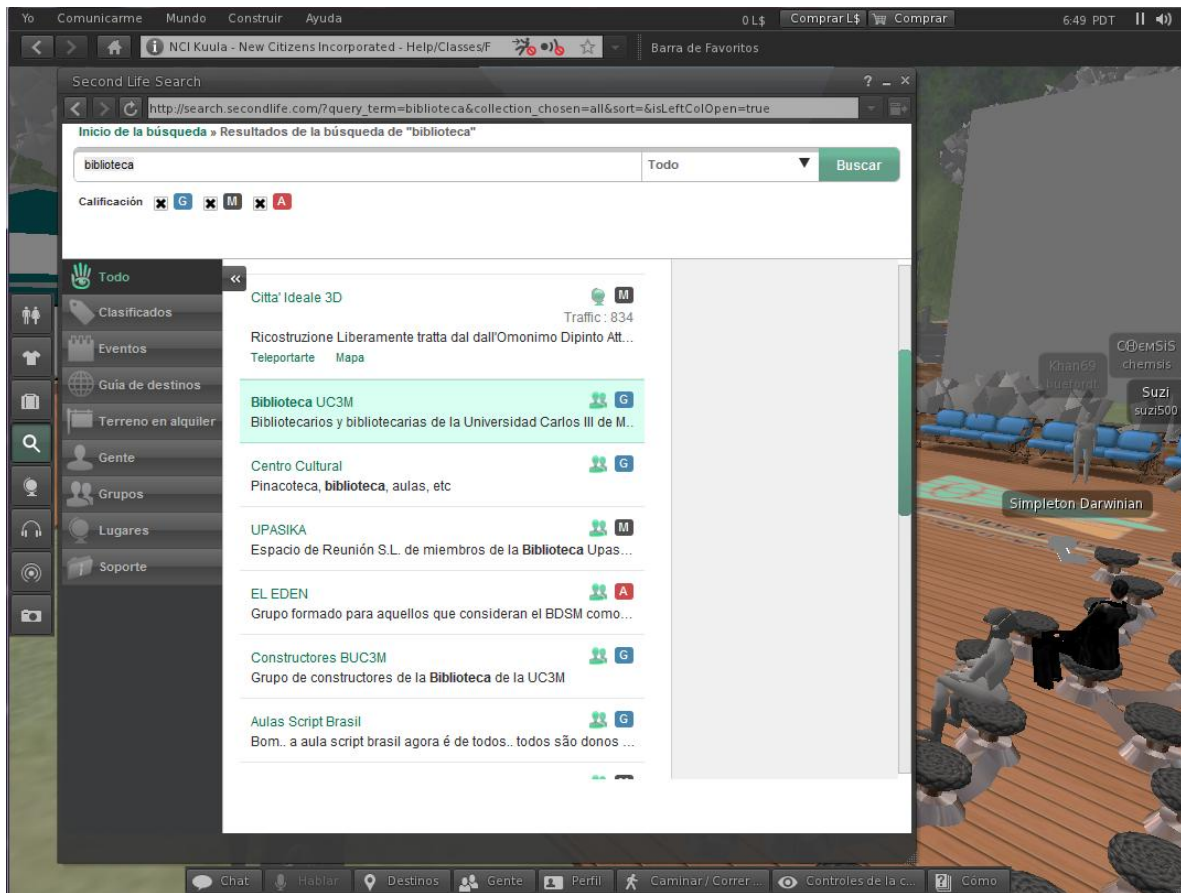 Yo Comunicarme Mundo Construir Ayuda 0 L$ Comprar L$ Comprar 6:49 PDT
NCI Kuula - New Citizens Incorporated - Help/Classes/F Barra de Favoritos
Second Life Search ? _ ×
http://search.secondlife.com/?query_term=biblioteca&collection_chosen=all&sort=&isLeftColOpen=true
Inicio de la búsqueda » Resultados de la búsqueda de "biblioteca"
biblioteca Todo Buscar
Calificación G M A
Todo
Clasificados
Eventos
Guía de destinos
Terreno en alquiler
Gente
Grupos
Lugares
Soporte
«
Citta' Ideale 3D M
Traffic : 834
Ricostruzione Liberamente tratta dal dall'Omonimo Dipinto Att...
Teleportarte Mapa
Biblioteca UC3M G
Bibliotecarios y bibliotecarias de la Universidad Carlos III de M..
Centro Cultural G
Pinacoteca, biblioteca, aulas, etc
UPASIKA M
Espacio de Reunión S.L. de miembros de la Biblioteca Upas...
EL EDEN A
Grupo formado para aquellos que consideran el BDSM como...
Constructores BUC3M G
Grupo de constructores de la Biblioteca de la UC3M
Aulas Script Brasil G
Bom.. a aula script brasil agora é de todos.. todos são donos ...
chemsis
Khan69
Suzi
suzi500
Simpleton Darwinian
Chat Hablar Destinos Gente Perfil Caminar / Correr ... Controles de la c... Cómo